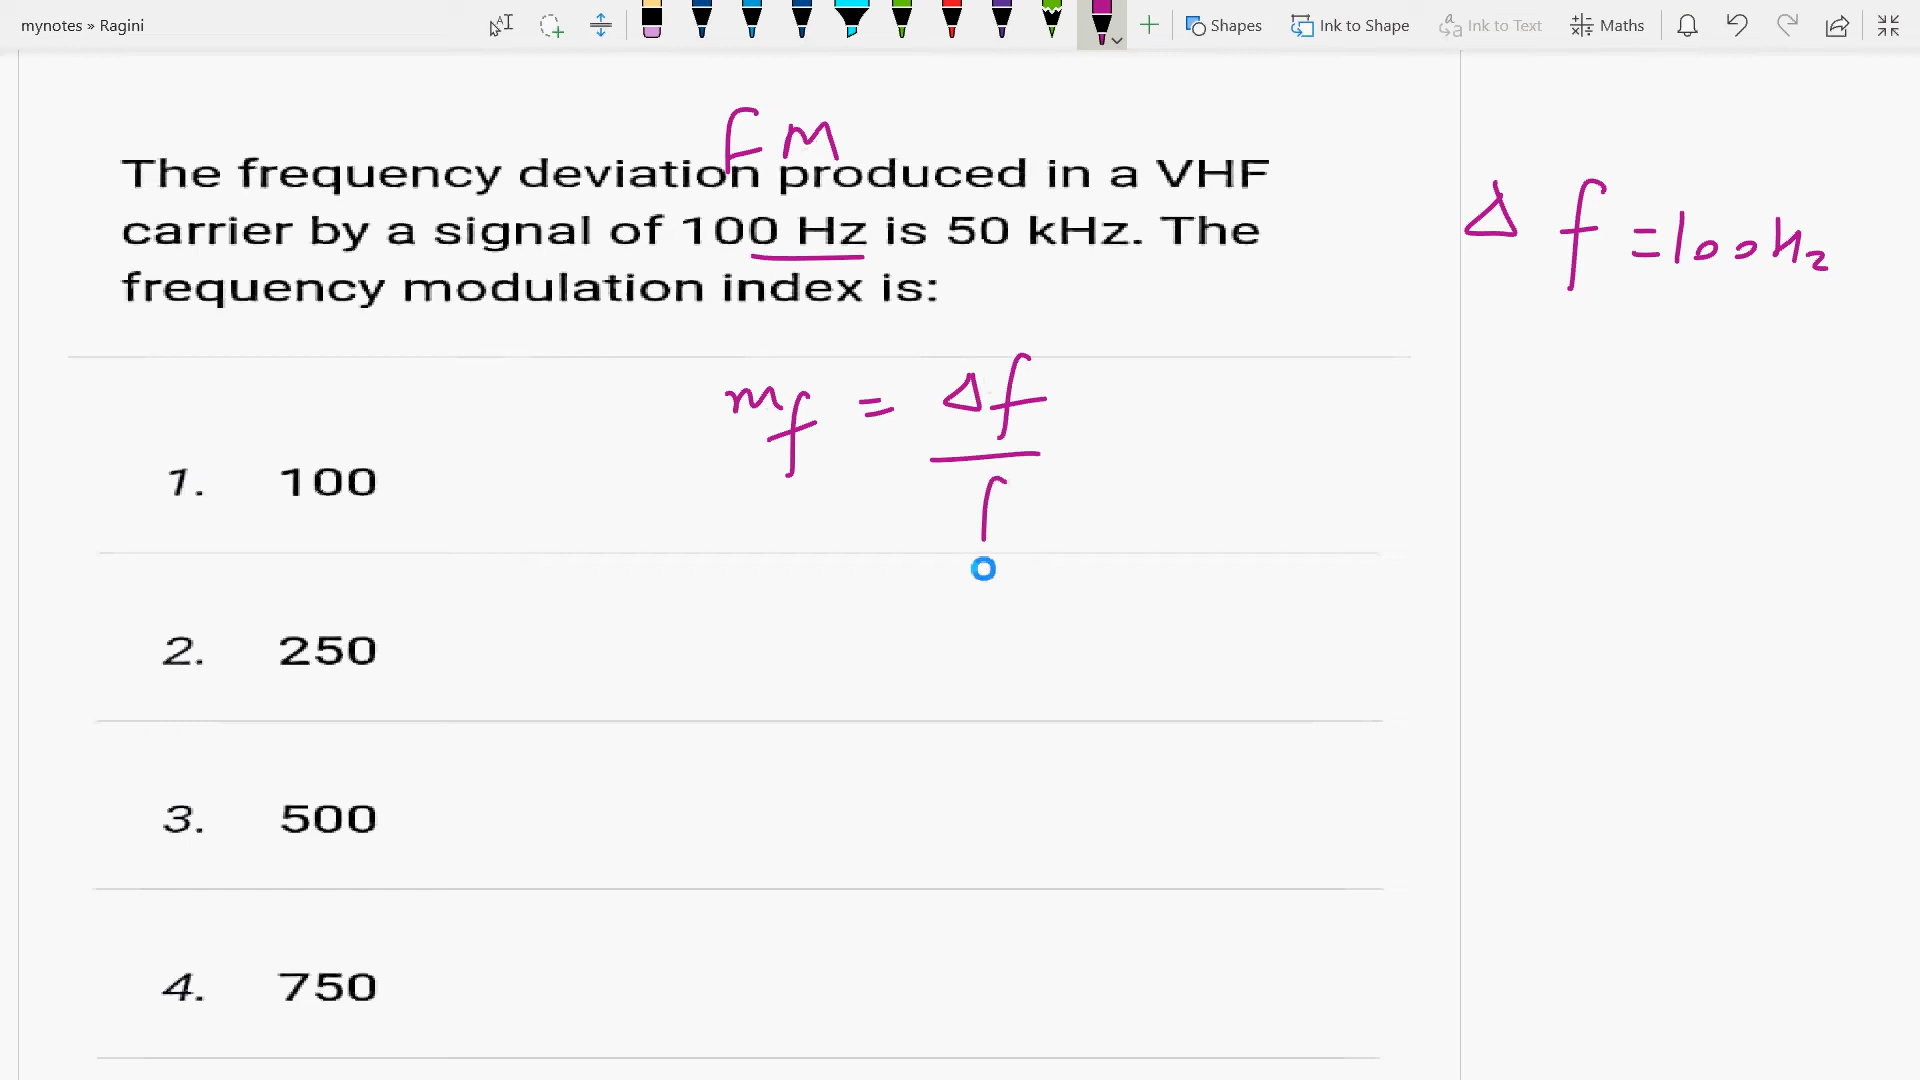 mynotes » Ragini
Shapes
Ink to Shape
Ink to Text
Maths
FM
The frequency deviation produced in a VHF
carrier by a signal of 100 Hz is 50 kHz. The
frequency modulation index is:
Δf = 100Hz
mf = Δf
1. 100
2. 250
3. 500
4. 750